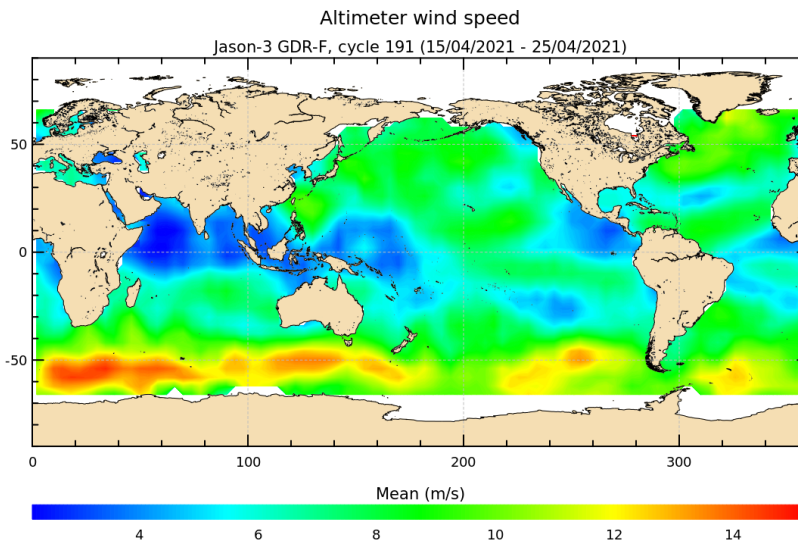 Altimeter wind speed
Jason-3 GDR-F, cycle 191 (15/04/2021 - 25/04/2021)
50
0
-50
0 100 200 300
Mean (m/s)
4 6 8 10 12 14